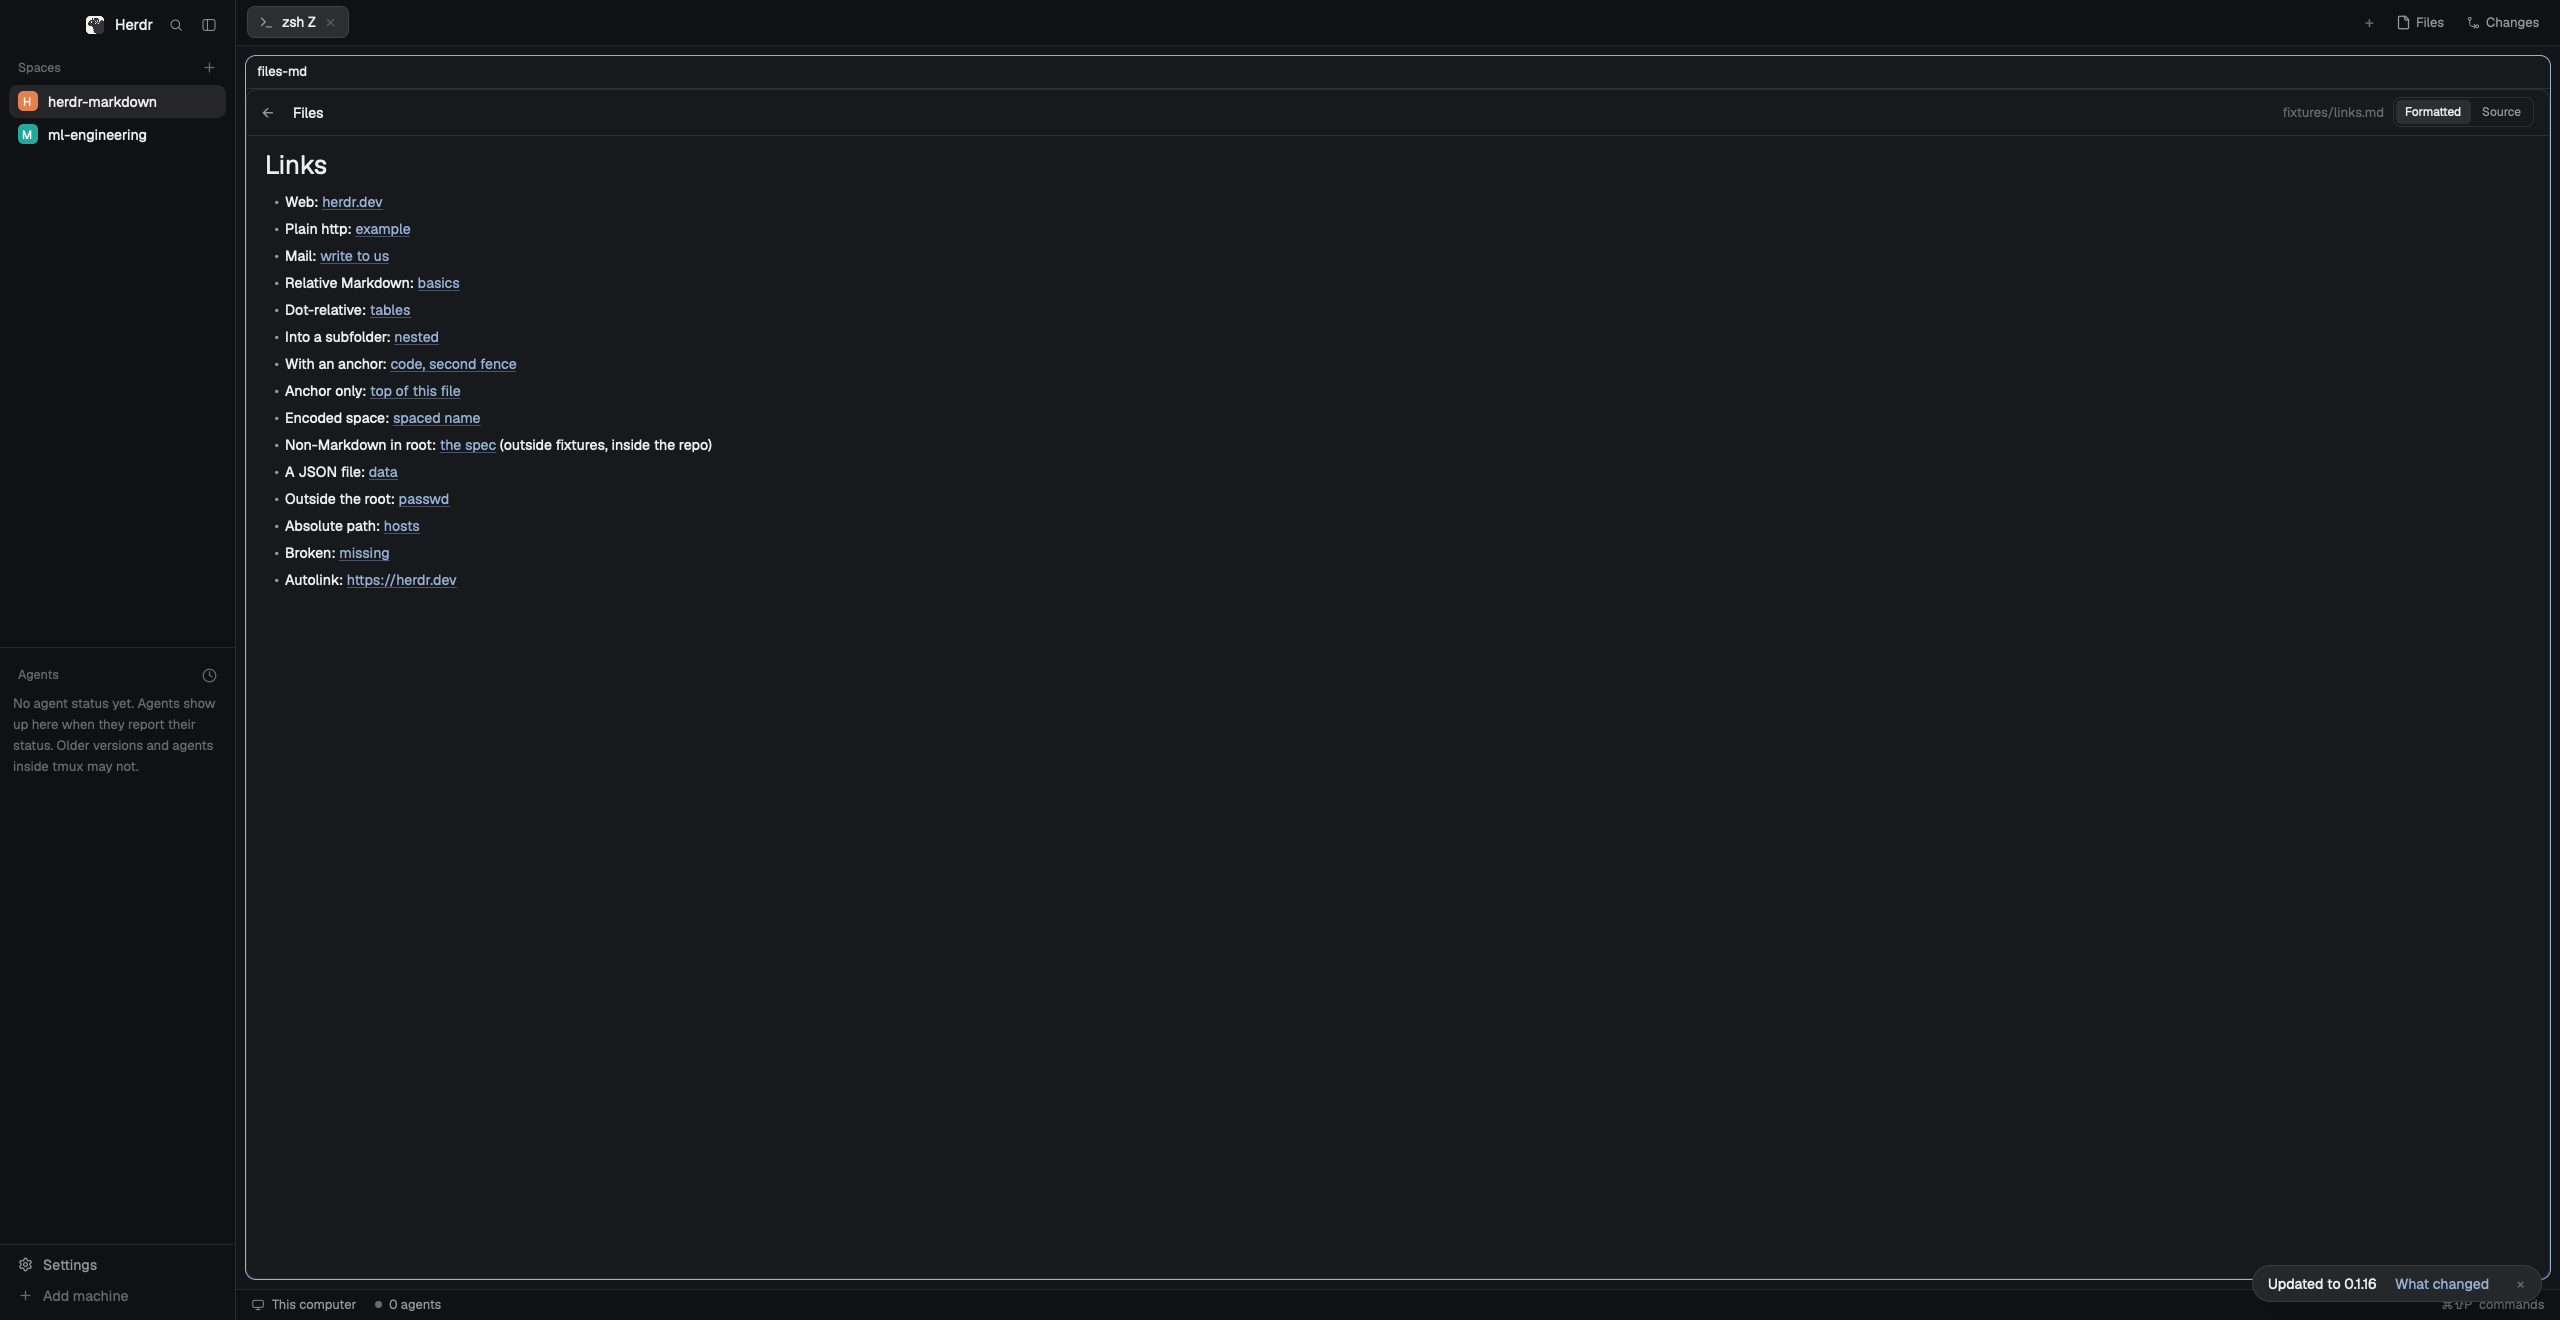 Herdr
zsh Z
Files
Changes
Spaces
H herdr-markdown
M ml-engineering
files-md
Files
fixtures/links.md
Formatted
Source
Links
• Web: herdr.dev
• Plain http: example
• Mail: write to us
• Relative Markdown: basics
• Dot-relative: tables
• Into a subfolder: nested
• With an anchor: code, second fence
• Anchor only: top of this file
• Encoded space: spaced name
• Non-Markdown in root: the spec (outside fixtures, inside the repo)
• A JSON file: data
• Outside the root: passwd
• Absolute path: hosts
• Broken: missing
• Autolink: https://herdr.dev
Agents
No agent status yet. Agents show
up here when they report their
status. Older versions and agents
inside tmux may not.
Settings
Add machine
This computer
0 agents
Updated to 0.1.16
What changed
⌘⇧P commands